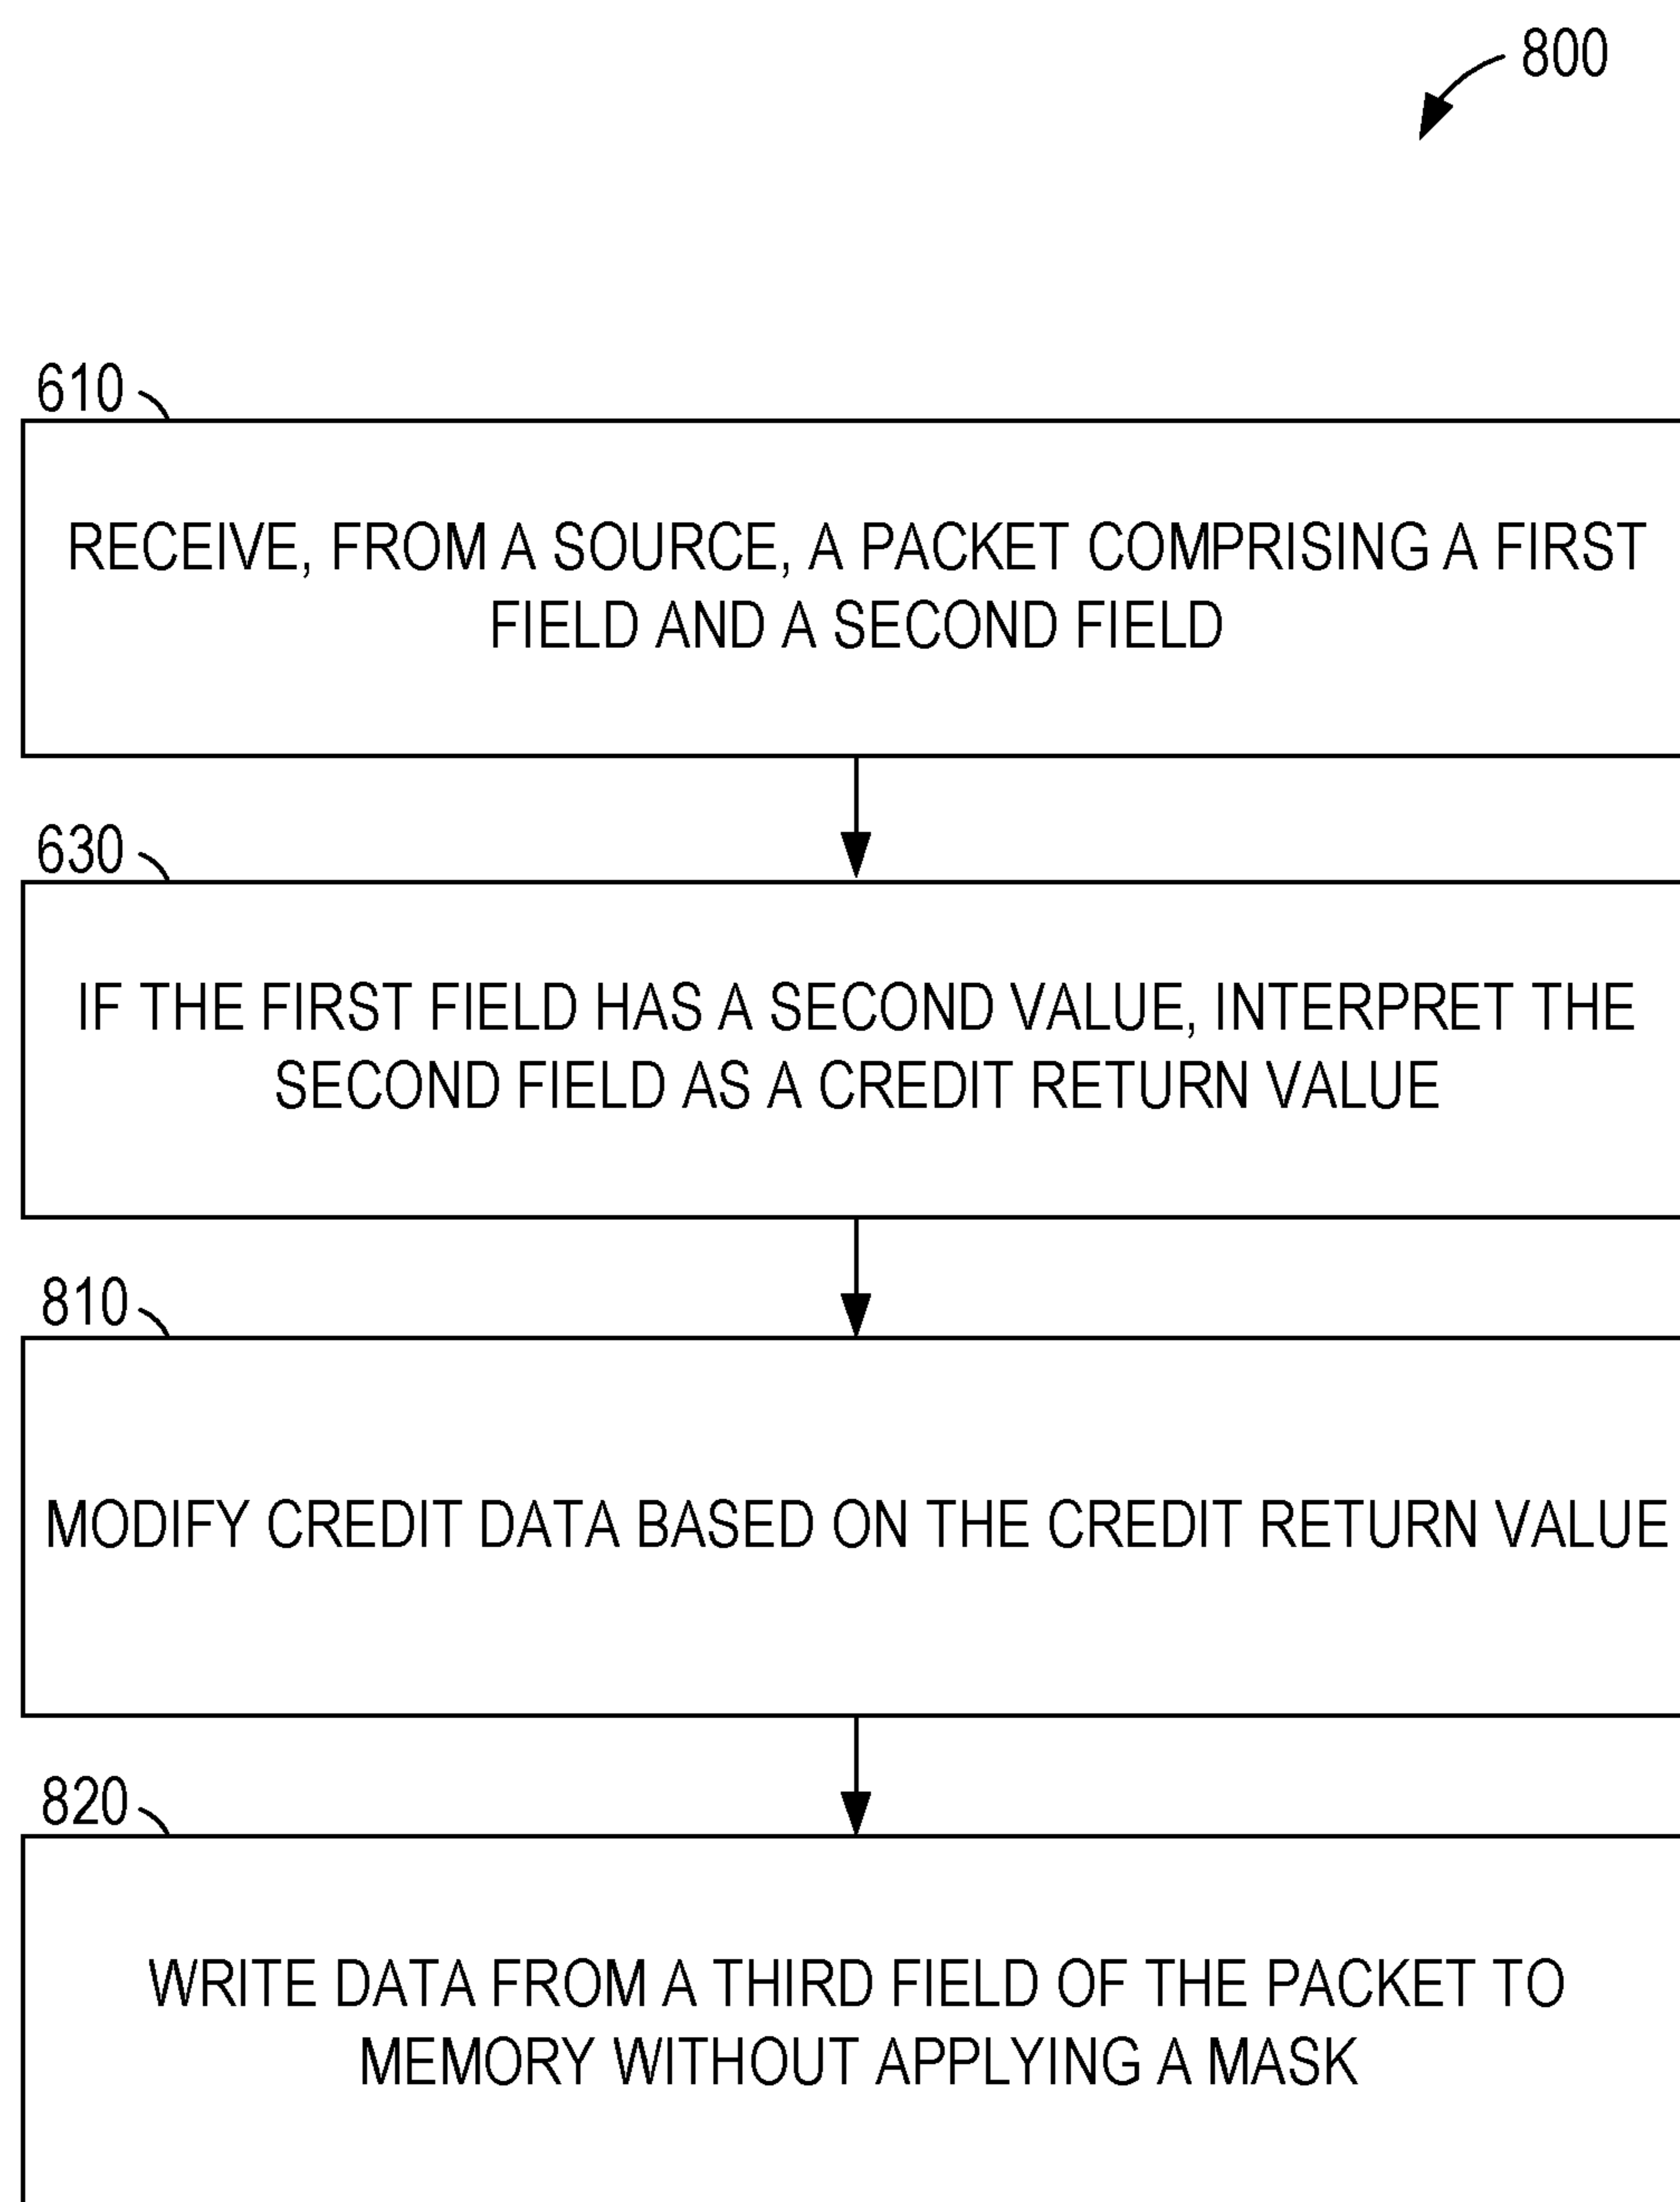 800
610
RECEIVE, FROM A SOURCE, A PACKET COMPRISING A FIRST
FIELD AND A SECOND FIELD
630
IF THE FIRST FIELD HAS A SECOND VALUE, INTERPRET THE
SECOND FIELD AS A CREDIT RETURN VALUE
810
MODIFY CREDIT DATA BASED ON THE CREDIT RETURN VALUE
820
WRITE DATA FROM A THIRD FIELD OF THE PACKET TO
MEMORY WITHOUT APPLYING A MASK